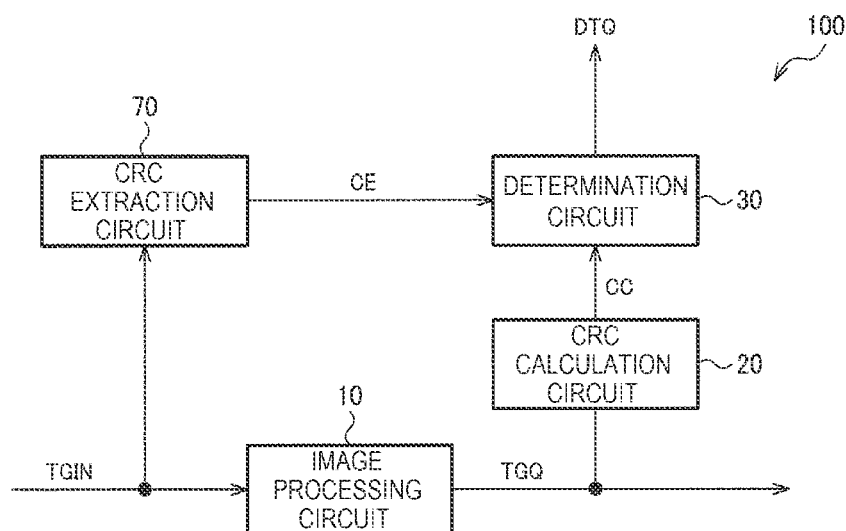 DTQ
100
70
CRC
EXTRACTION
CIRCUIT
CE
DETERMINATION
CIRCUIT
30
CC
CRC
CALCULATION
CIRCUIT
20
10
TGIN
IMAGE
PROCESSING
CIRCUIT
TGQ